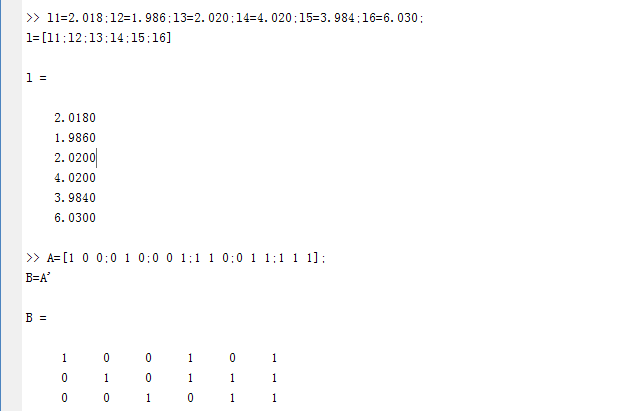 >> l1=2.018;l2=1.986;l3=2.020;l4=4.020;l5=3.984;l6=6.030;
l=[l1;l2;l3;l4;l5;l6]
l =
2.0180
1.9860
2.0200
4.0200
3.9840
6.0300
>> A=[1 0 0;0 1 0;0 0 1;1 1 0;0 1 1;1 1 1];
B=A'
B =
1 0 0 1 0 1
0 1 0 1 1 1
0 0 1 0 1 1